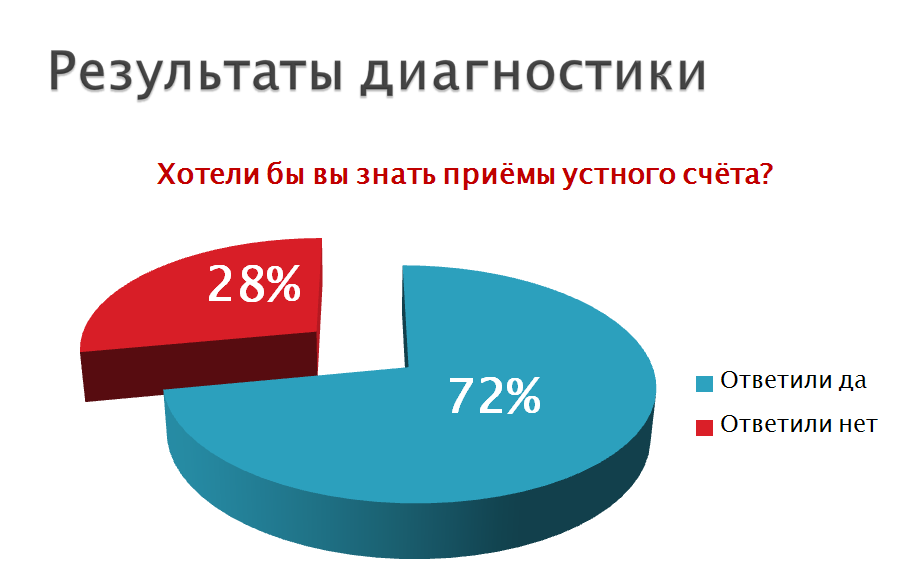 Результаты диагностики
Хотели бы вы знать приёмы устного счёта?
28%
72%
Ответили да
Ответили нет